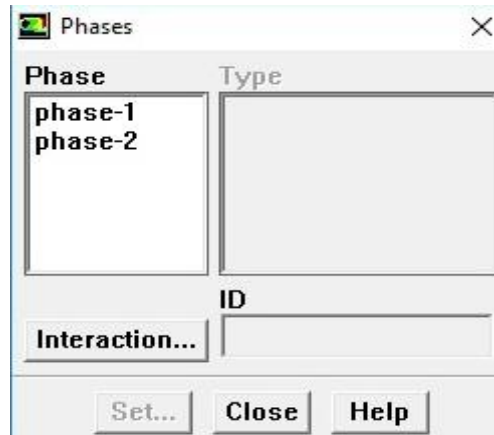 Phases
Phase Type
phase-1
phase-2
ID
Interaction...
Set... Close Help